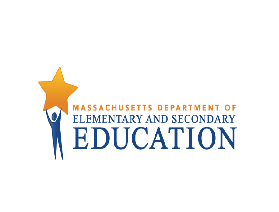 MASSACHUSETTS DEPARTMENT OF
ELEMENTARY AND SECONDARY
EDUCATION